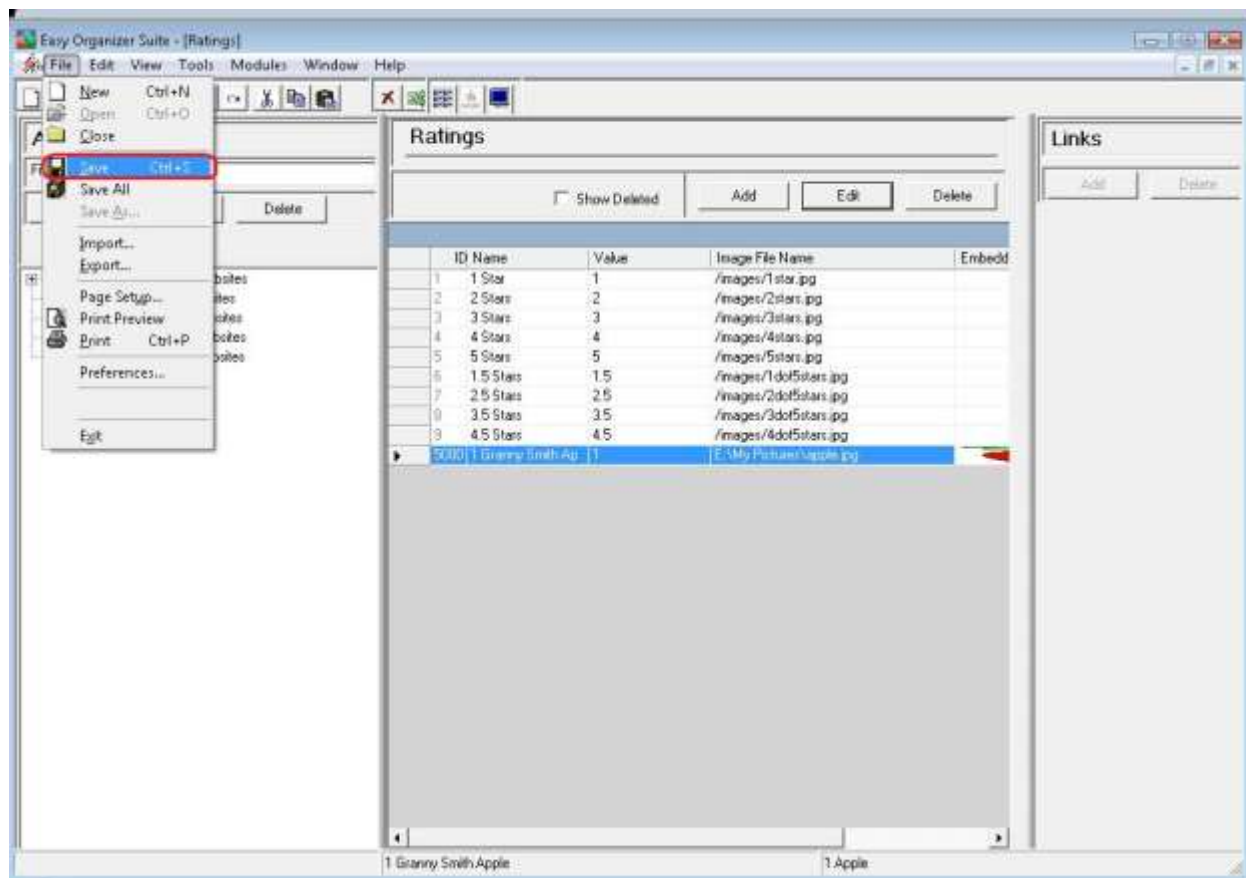 Easy Organizer Suite - [Ratings]
File Edit View Tools Modules Window Help
New Ctrl+N
Open Ctrl+O
Close
Save Ctrl+S
Save All
Save As...
Import...
Export...
Page Setup...
Print Preview
Print Ctrl+P
Preferences...
Exit
Delete
Ratings
Show Deleted
Add
Edit
Delete
ID Name Value Image File Name Embedd
1 1 Star 1 /images/1star.jpg
2 2 Stars 2 /images/2stars.jpg
3 3 Stars 3 /images/3stars.jpg
4 4 Stars 4 /images/4stars.jpg
5 5 Stars 5 /images/5stars.jpg
6 1.5 Stars 1.5 /images/1dof5stars.jpg
7 2.5 Stars 2.5 /images/2dof5stars.jpg
3.5 Stars 3.5 /images/3dof5stars.jpg
9 4.5 Stars 4.5 /images/4dof5stars.jpg
5000 1 Granny Smith Ap 1 E:\My Pictures\apple.jpg
Links
Add
Delete
1 Granny Smith Apple
1 Apple